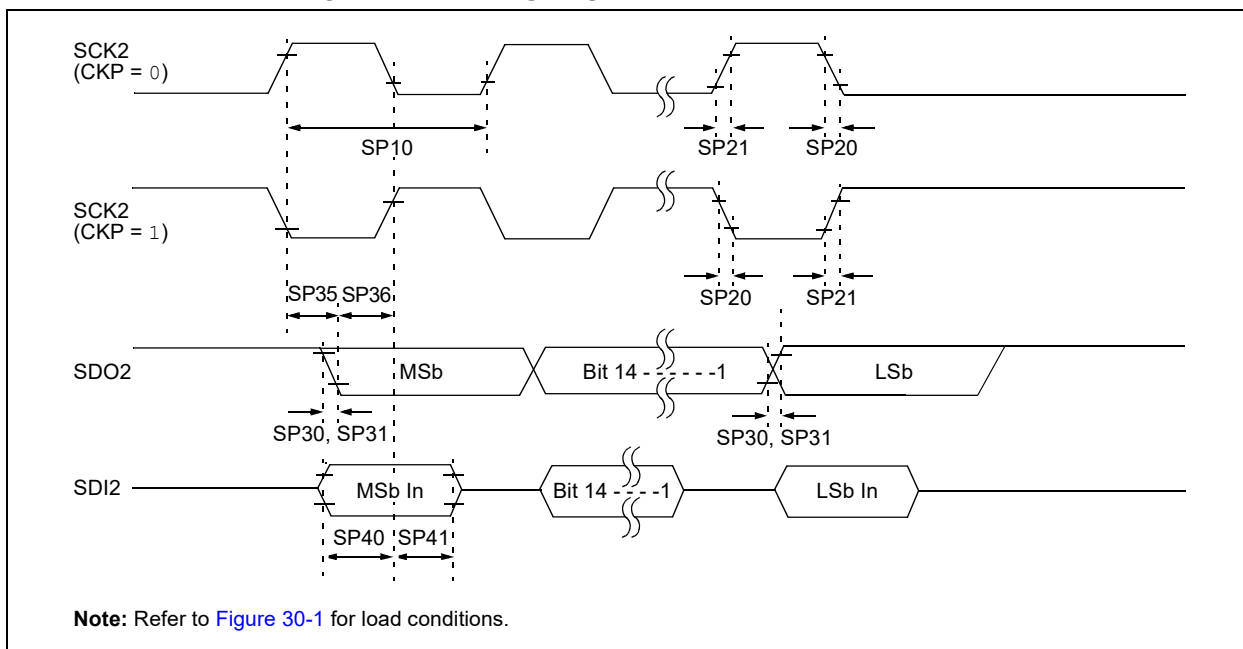 SCK2
(CKP = 0)
SP10
SP21
SP20
SCK2
(CKP = 1)
SP35
SP36
SP20
SP21
SDO2
MSb
Bit 14 - - - - - -1
LSb
SP30, SP31
SP30, SP31
SDI2
MSb In
Bit 14 - - - -1
LSb In
SP40
SP41
Note: Refer to Figure 30-1 for load conditions.